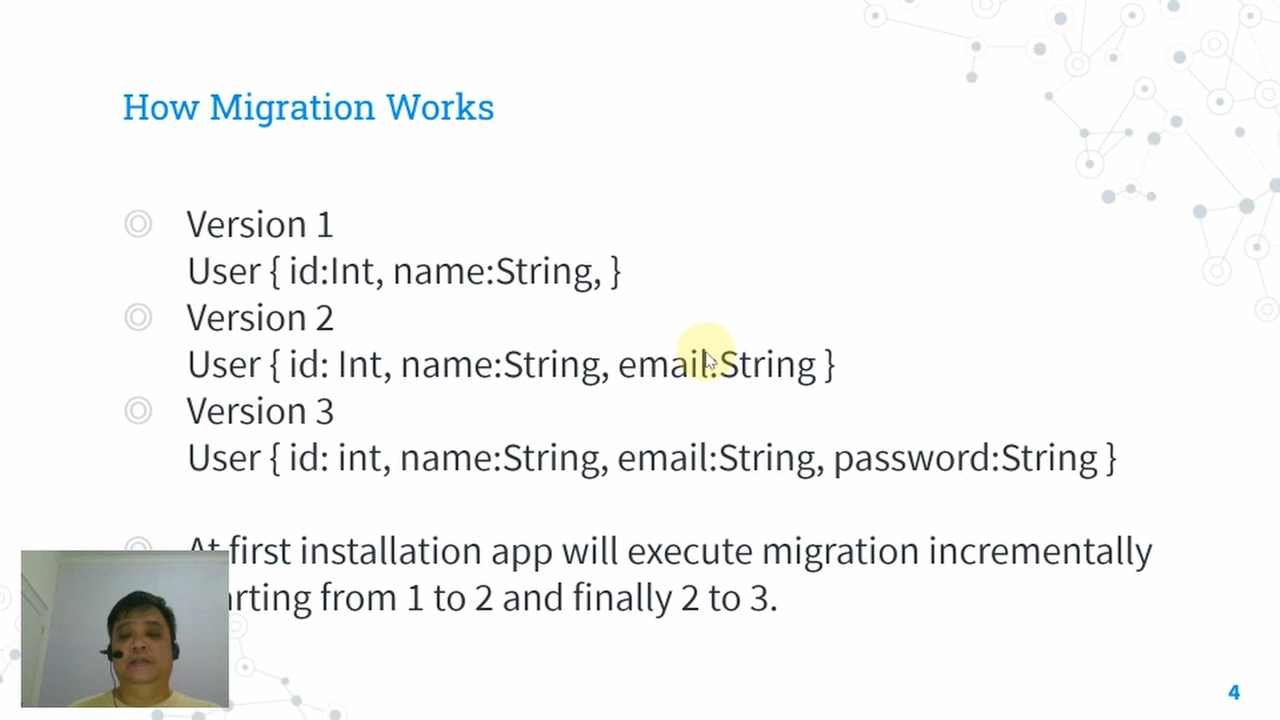 How Migration Works
Version 1
User { id:Int, name:String, }
Version 2
User { id: Int, name:String, email:String }
Version 3
User { id: int, name:String, email:String, password:String }
At first installation app will execute migration incrementally
from 1 to 2 and finally 2 to 3.
4